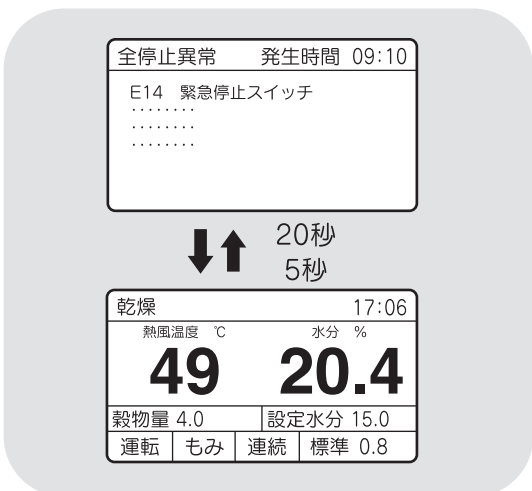 全停止異常 発生時間 09:10
E14 緊急停止スイッチ
........
........
........
20秒
5秒
乾燥 17:06
熱風温度 ℃ 水分 %
49 20.4
穀物量 4.0 設定水分 15.0
運転 もみ 連続 標準 0.8